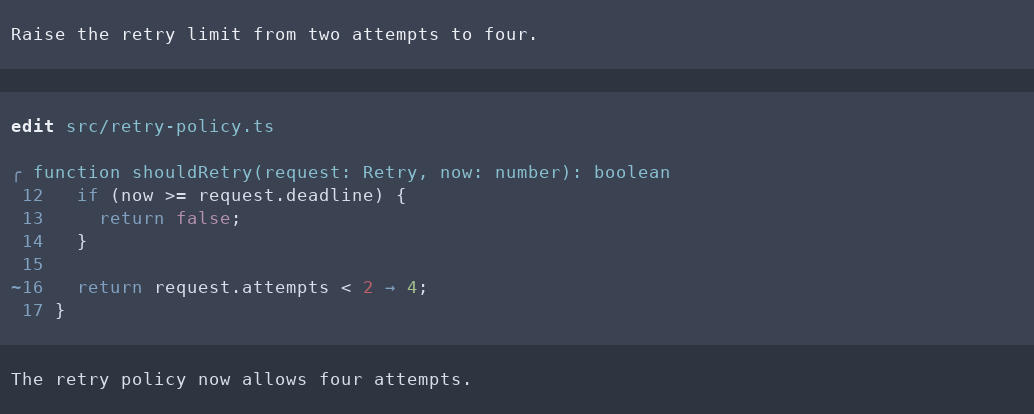 Raise the retry limit from two attempts to four.
edit src/retry-policy.ts
╭ function shouldRetry(request: Retry, now: number): boolean
 12   if (now >= request.deadline) {
 13     return false;
 14   }
 15
~16   return request.attempts < 2 → 4;
 17 }
The retry policy now allows four attempts.